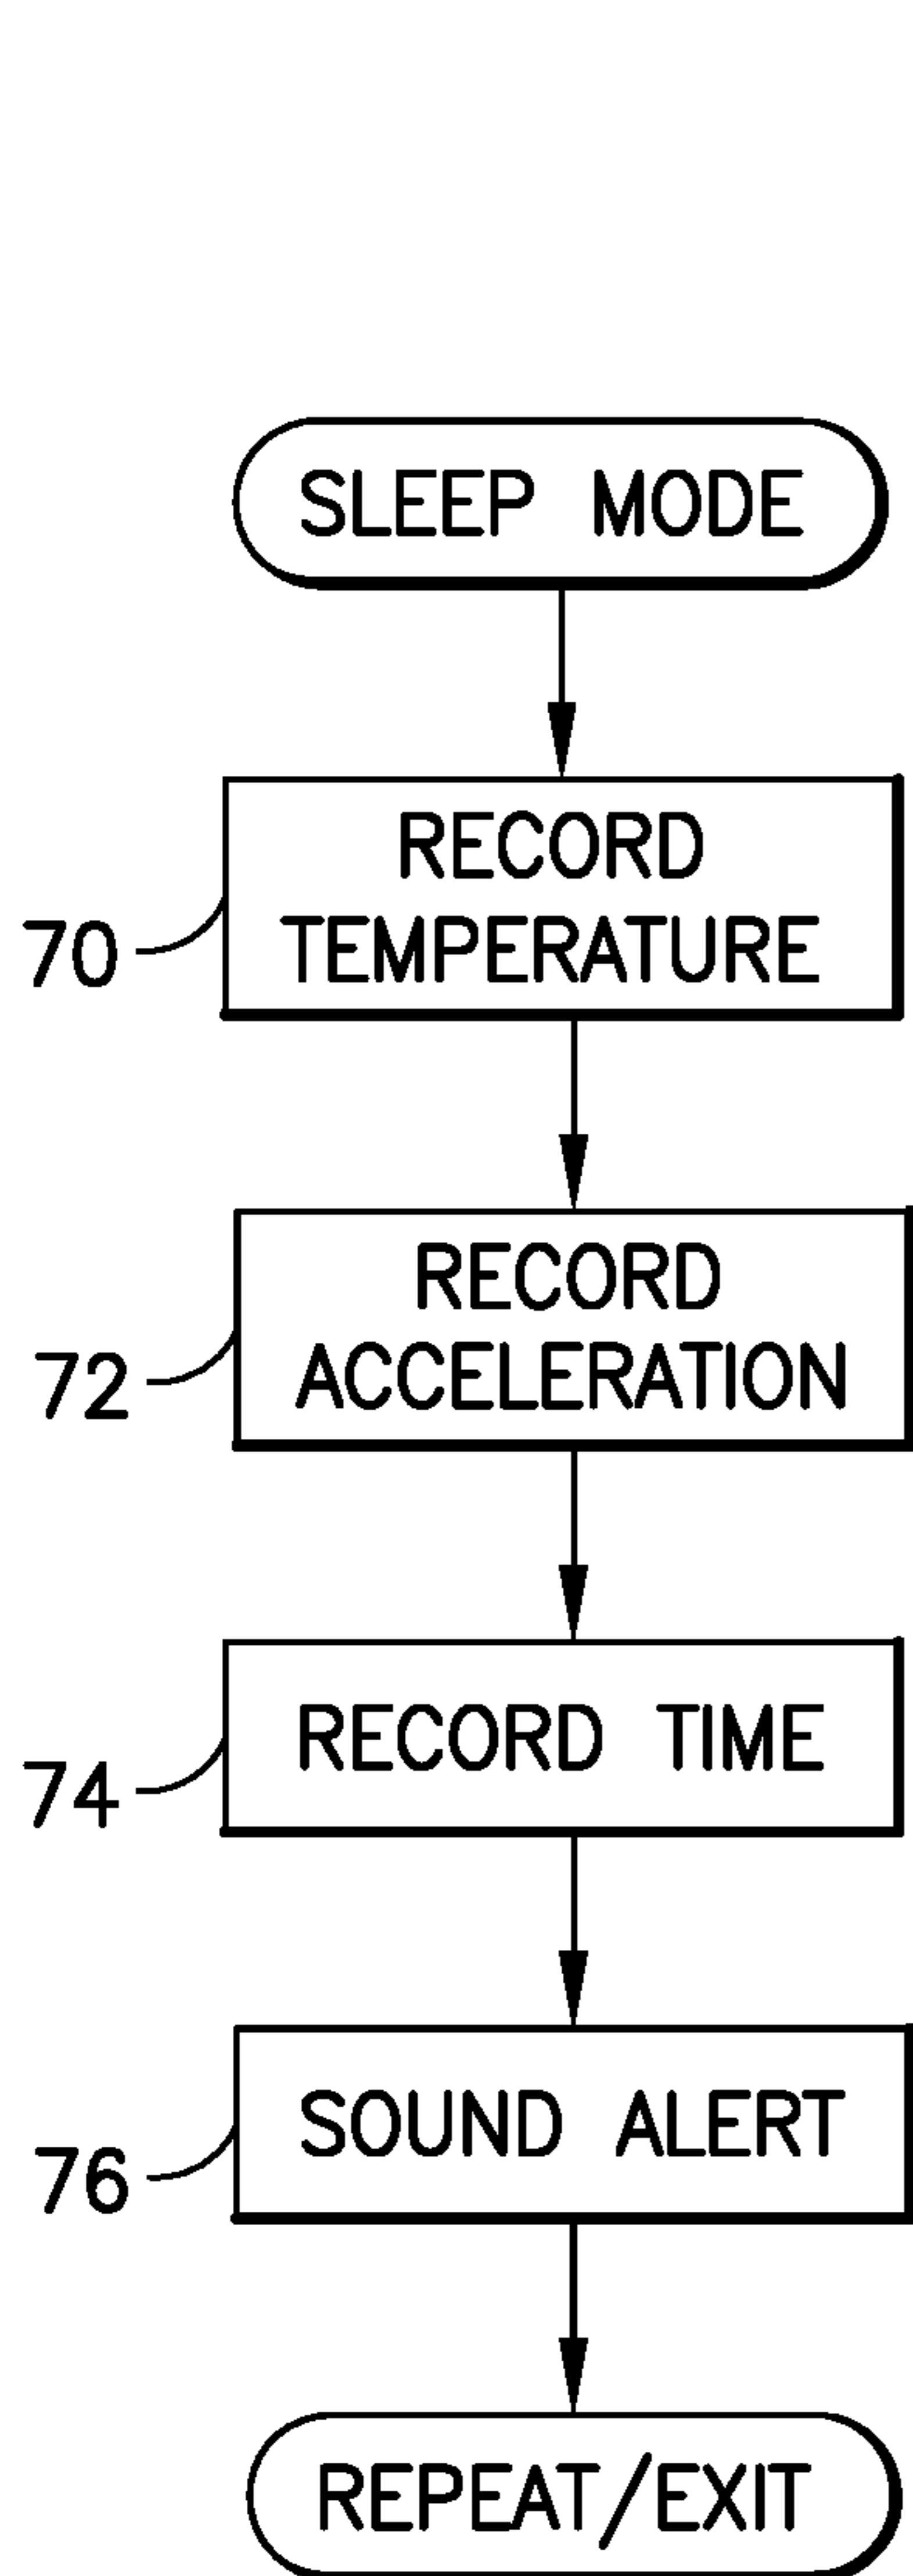 SLEEP MODE
RECORD
TEMPERATURE
70
RECORD
ACCELERATION
72
RECORD TIME
74
SOUND ALERT
76
REPEAT/EXIT